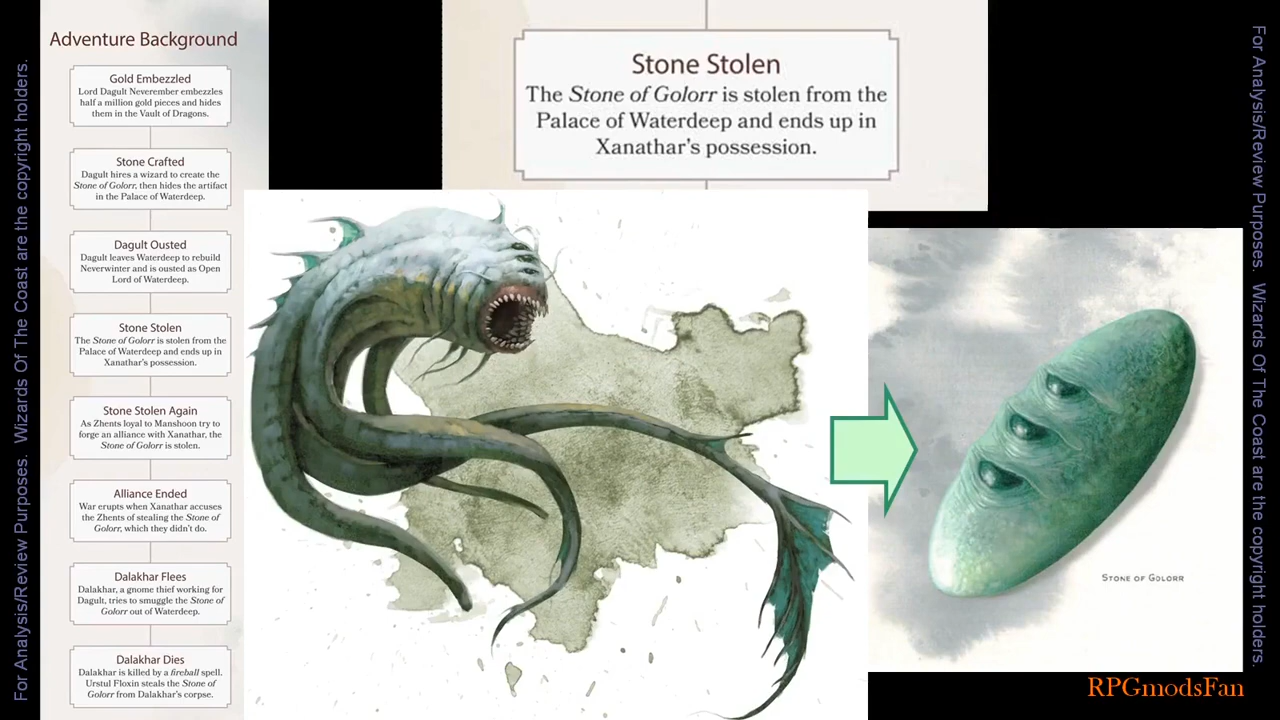 For Analysis/Review Purposes.  Wizards Of The Coast are the copyright holders.
Adventure Background
Gold Embezzled
Lord Dagult Neverember embezzles
half a million gold pieces and hides
them in the Vault of Dragons.
Stone Crafted
Dagult hires a wizard to create the
Stone of Golorr, then hides the artifact
in the Palace of Waterdeep.
Dagult Ousted
Dagult leaves Waterdeep to rebuild
Neverwinter and is ousted as Open
Lord of Waterdeep.
Stone Stolen
The Stone of Golorr is stolen from the
Palace of Waterdeep and ends up in
Xanathar's possession.
Stone Stolen Again
As Zhents loyal to Manshoon try to
forge an alliance with Xanathar, the
Stone of Golorr is stolen.
Alliance Ended
War erupts when Xanathar accuses
the Zhents of stealing the Stone of
Golorr, which they didn't do.
Dalakhar Flees
Dalakhar, a gnome thief working for
Dagult, tries to smuggle the Stone of
Golorr out of Waterdeep.
Dalakhar Dies
Dalakhar is killed by a fireball spell.
Urstul Floxin steals the Stone of
Golorr from Dalakhar's corpse.
Stone Stolen
The Stone of Golorr is stolen from the
Palace of Waterdeep and ends up in
Xanathar's possession.
Stone of Golorr
For Analysis/Review Purposes.  Wizards Of The Coast are the copyright holders.
RPGmodsFan